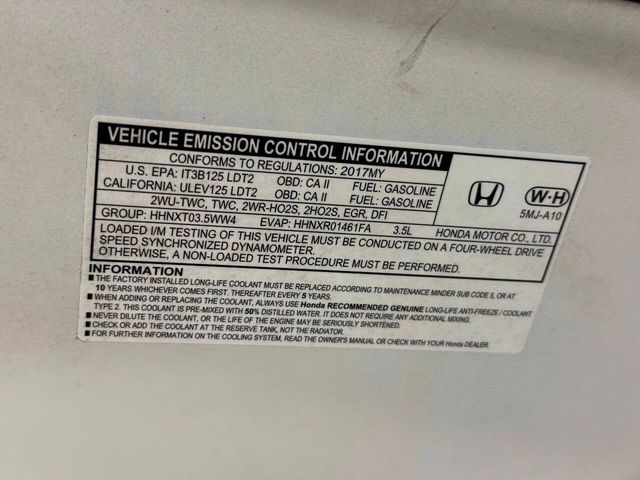 VEHICLE EMISSION CONTROL INFORMATION
CONFORMS TO REGULATIONS: 2017MY
U.S. EPA: IT3B125 LDT2 OBD: CA II FUEL: GASOLINE
CALIFORNIA: ULEV125 LDT2 OBD: CA II FUEL: GASOLINE
2WU-TWC, TWC, 2WR-HO2S, 2HO2S, EGR, DFI
GROUP: HHNXT03.5WW4 EVAP: HHNXR01461FA 3.5L
W-H
5MJ-A10
HONDA MOTOR CO., LTD.
LOADED I/M TESTING OF THIS VEHICLE MUST BE CONDUCTED ON A FOUR-WHEEL DRIVE
SPEED SYNCHRONIZED DYNAMOMETER.
OTHERWISE, A NON-LOADED TEST PROCEDURE MUST BE PERFORMED.
INFORMATION
■ THE FACTORY INSTALLED LONG-LIFE COOLANT MUST BE REPLACED ACCORDING TO MAINTENANCE MINDER SUB CODE 5, OR AT
10 YEARS WHICHEVER COMES FIRST. THEREAFTER EVERY 5 YEARS.
■ WHEN ADDING OR REPLACING THE COOLANT, ALWAYS USE Honda RECOMMENDED GENUINE LONG-LIFE ANTI-FREEZE / COOLANT
TYPE 2. THIS COOLANT IS PRE-MIXED WITH 50% DISTILLED WATER. IT DOES NOT REQUIRE ANY ADDITIONAL MIXING.
■ NEVER DILUTE THE COOLANT, OR THE LIFE OF THE ENGINE MAY BE SERIOUSLY SHORTENED.
■ CHECK OR ADD THE COOLANT AT THE RESERVE TANK, NOT THE RADIATOR.
■ FOR FURTHER INFORMATION ON THE COOLING SYSTEM, READ THE OWNER'S MANUAL OR CHECK WITH YOUR Honda DEALER.